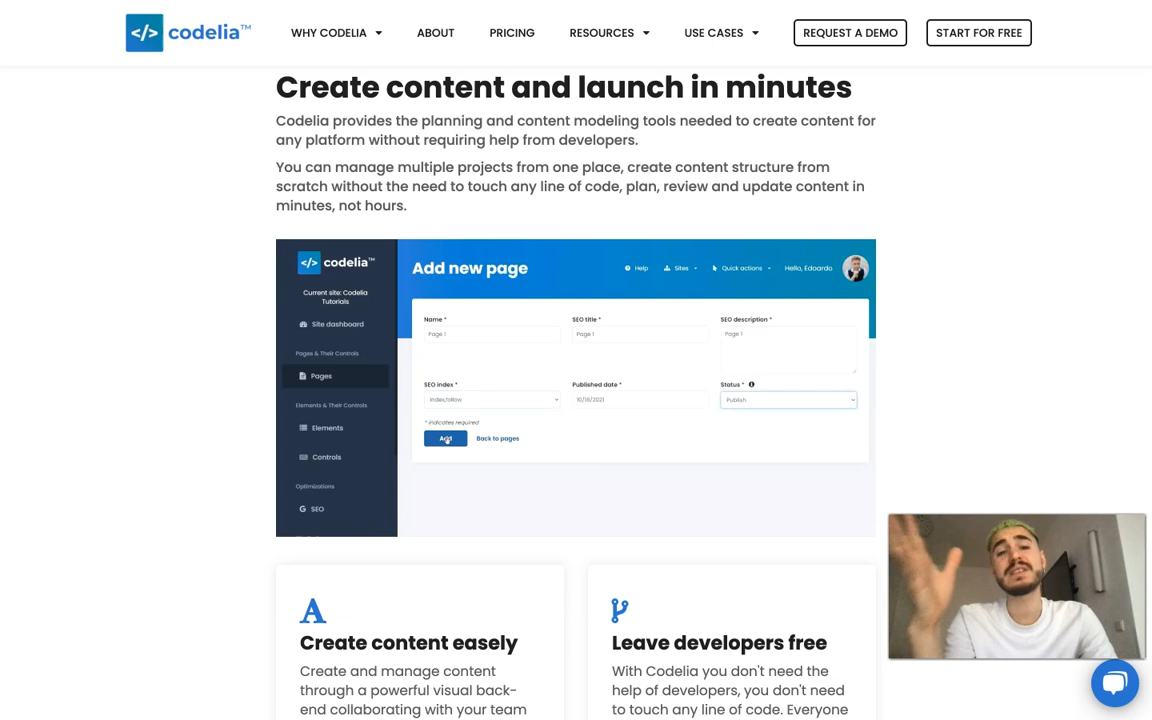 </> codelia™
WHY CODELIA ABOUT PRICING RESOURCES USE CASES REQUEST A DEMO START FOR FREE
Create content and launch in minutes
Codelia provides the planning and content modeling tools needed to create content for
any platform without requiring help from developers.
You can manage multiple projects from one place, create content structure from
scratch without the need to touch any line of code, plan, review and update content in
minutes, not hours.
</> codelia™
Current site: Codelia
Tutorials
Site dashboard
Pages & Their Controls
Pages
Elements & Their Controls
Elements
Controls
Optimizations
SEO
Add new page
Help Sites Quick actions Hello, Edoardo
Name * SEO title * SEO description *
Page 1 Page 1 Page 1
SEO index * Published date * Status *
Index/follow 10/18/2021 Publish
* indicates required
Add Back to pages
Create content easely
Create and manage content
through a powerful visual back-
end collaborating with your team
Leave developers free
With Codelia you don't need the
help of developers, you don't need
to touch any line of code. Everyone